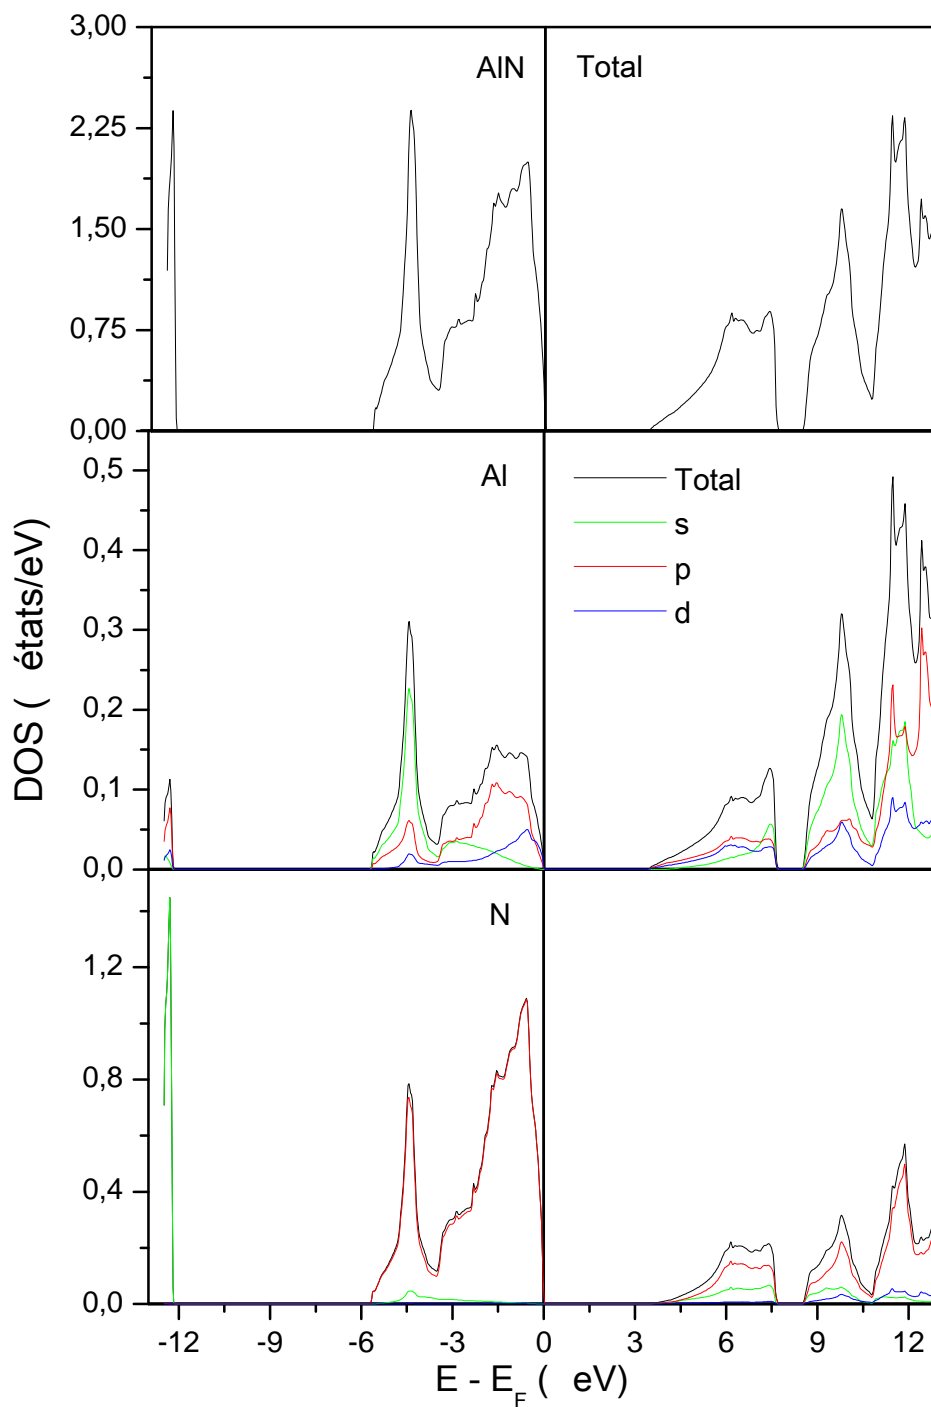 3,00
AlN Total
2,25
1,50
0,75
0,00
0,5
Al
Total
s
0,4
p
d
0,3
0,2
0,1
0,0
DOS ( états/eV)
N
1,2
0,8
0,4
0,0
-12 -9 -6 -3 0 3 6 9 12
E - E_F ( eV)